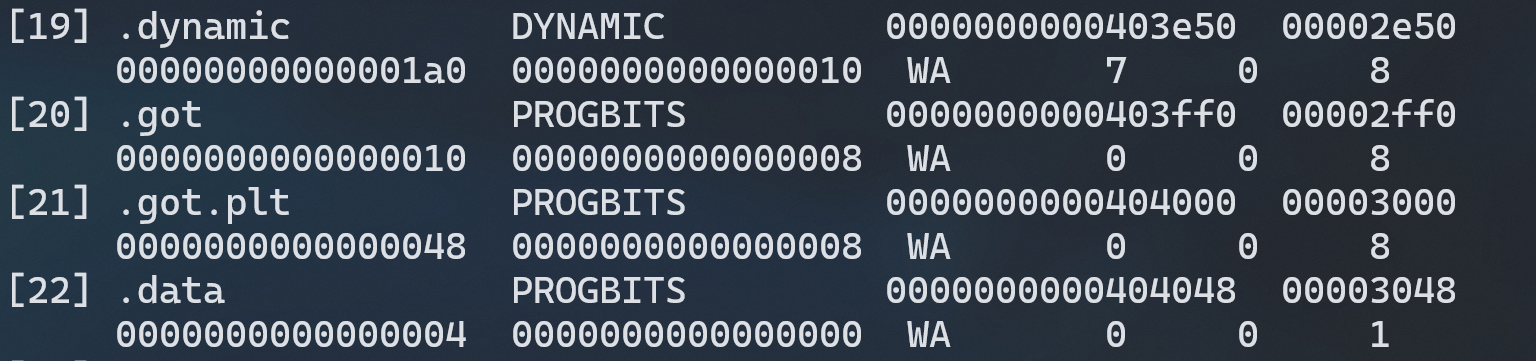 [19] .dynamic DYNAMIC 0000000000403e50 00002e50
00000000000001a0 0000000000000010 WA 7 0 8
[20] .got PROGBITS 0000000000403ff0 00002ff0
0000000000000010 0000000000000008 WA 0 0 8
[21] .got.plt PROGBITS 0000000000404000 00003000
0000000000000048 0000000000000008 WA 0 0 8
[22] .data PROGBITS 0000000000404048 00003048
0000000000000004 0000000000000000 WA 0 0 1